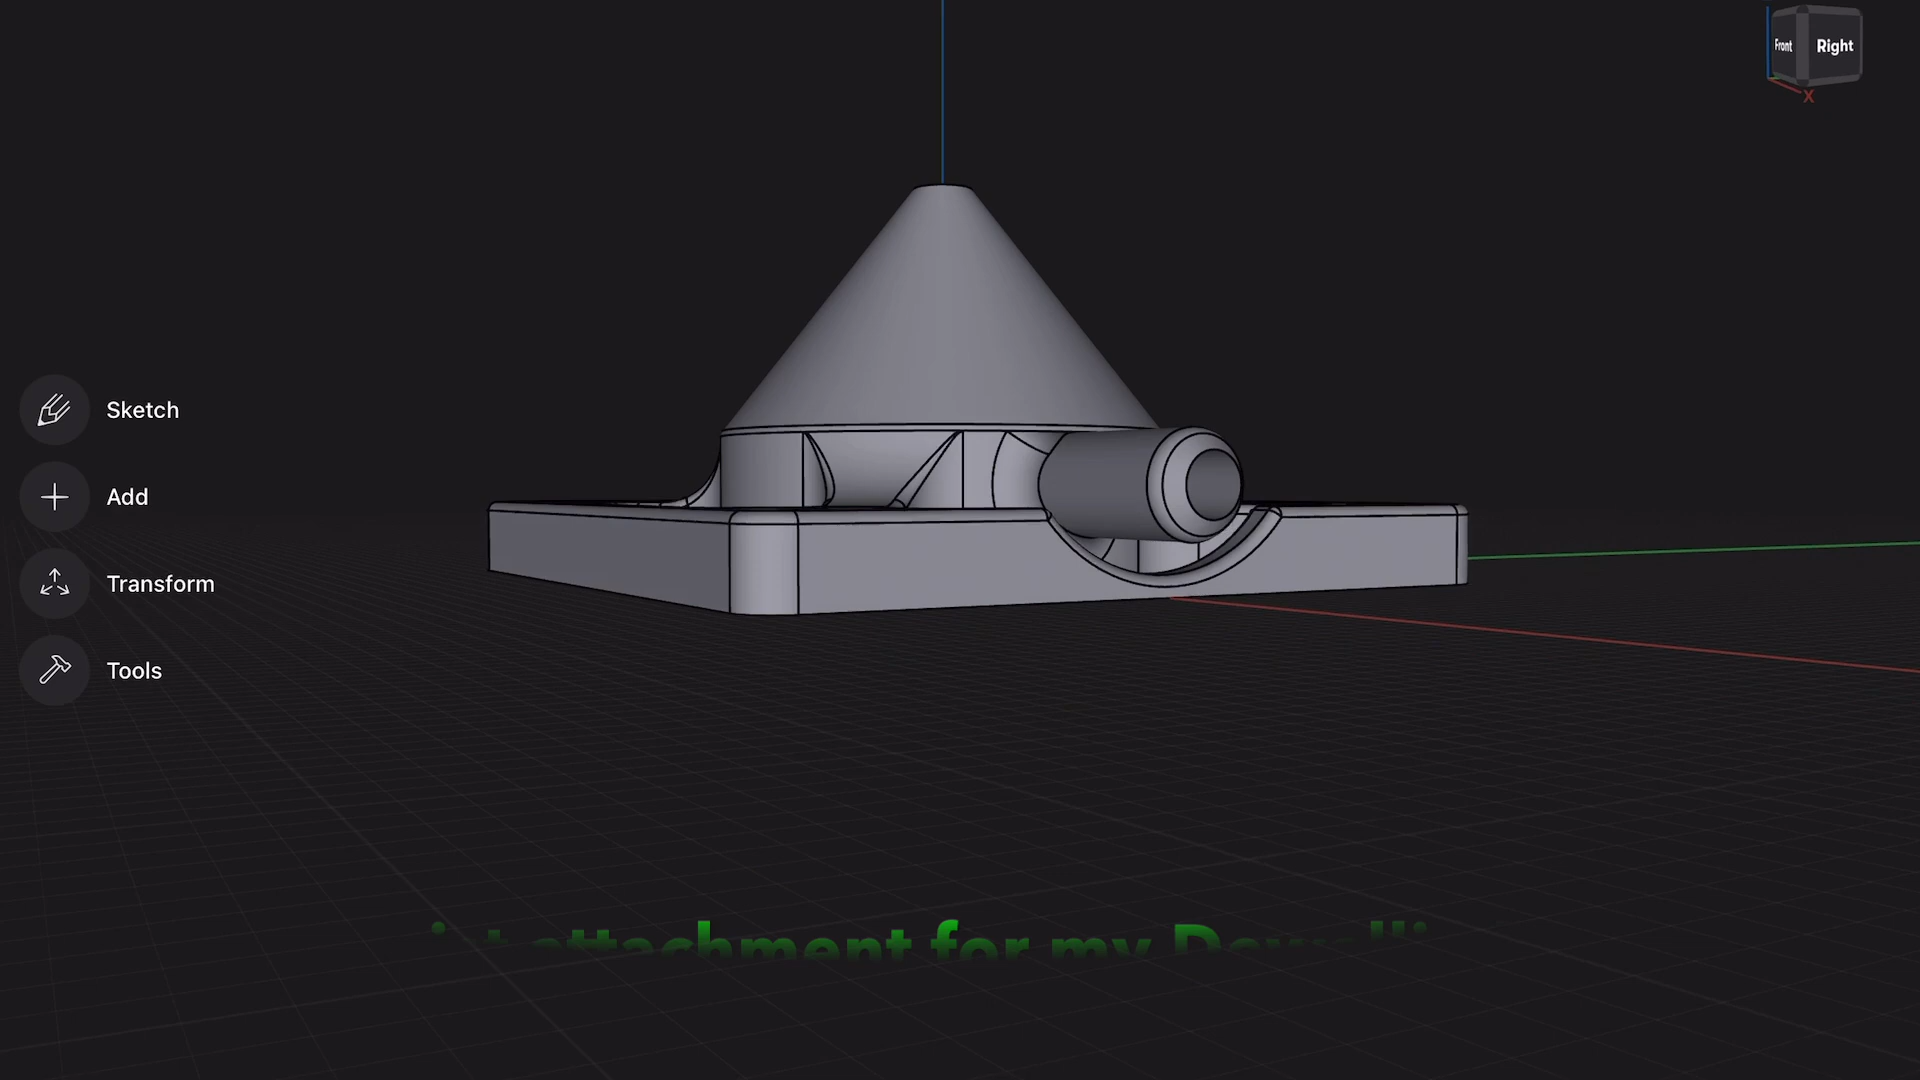 Front
Right
X
Sketch
Add
Transform
Tools
attachment for my